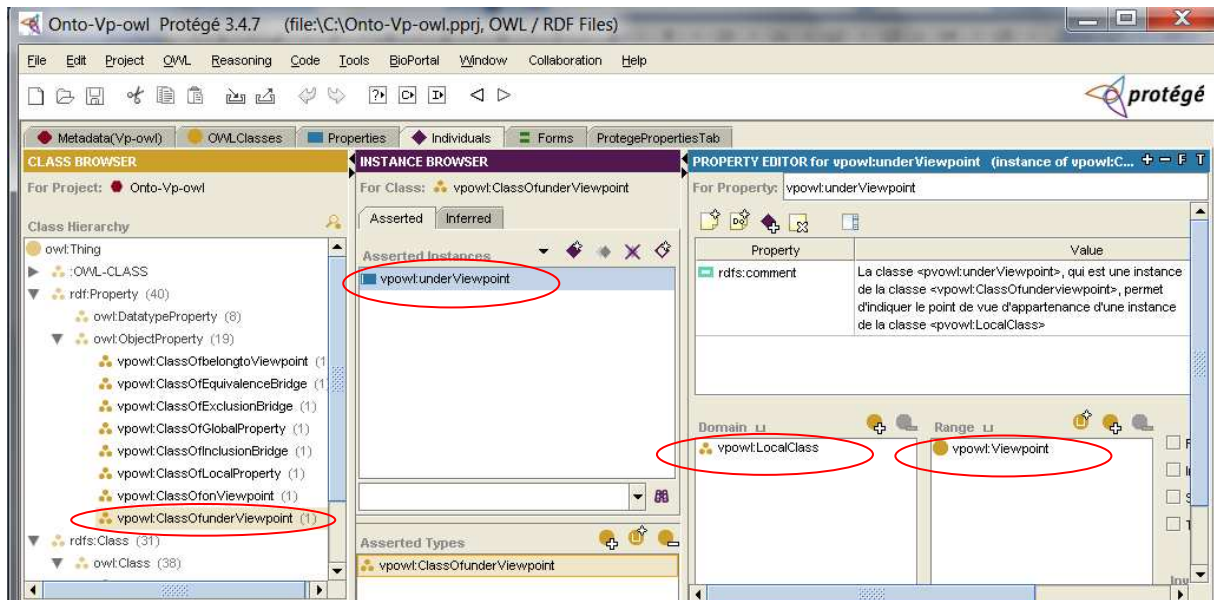 Onto-Vp-owl Protégé 3.4.7 (file:\C:\Onto-Vp-owl.pprj, OWL / RDF Files)
File Edit Project OWL Reasoning Code Tools BioPortal Window Collaboration Help
protégé
Metadata(Vp-owl) OWLClasses Properties Individuals Forms ProtegePropertiesTab
CLASS BROWSER
For Project: Onto-Vp-owl
Class Hierarchy
owl:Thing
:OWL-CLASS
rdf:Property (40)
owl:DatatypeProperty (8)
owl:ObjectProperty (19)
vpowl:ClassOfbelongtoViewpoint (1
vpowl:ClassOfEquivalenceBridge (1)
vpowl:ClassOfExclusionBridge (1)
vpowl:ClassOfGlobalProperty (1)
vpowl:ClassOfInclusionBridge (1)
vpowl:ClassOfLocalProperty (1)
vpowl:ClassOfonViewpoint (1)
vpowl:ClassOfunderViewpoint (1)
rdfs:Class (31)
owl:Class (38)
INSTANCE BROWSER
For Class: vpowl:ClassOfunderViewpoint
Asserted Inferred
Asserted Instances
vpowl:underViewpoint
Asserted Types
vpowl:ClassOfunderViewpoint
PROPERTY EDITOR for vpowl:underViewpoint (instance of vpowl:C... F T
For Property: vpowl:underViewpoint
Property Value
rdfs:comment
La classe <pvowl:underViewpoint>, qui est une instance
de la classe <vpowl:ClassOfunderviewpoint>, permet
d'indiquer le point de vue d'appartenance d'une instance
de la classe <pvowl:LocalClass>
Domain ⊔ Range ⊔
vpowl:LocalClass vpowl:Viewpoint